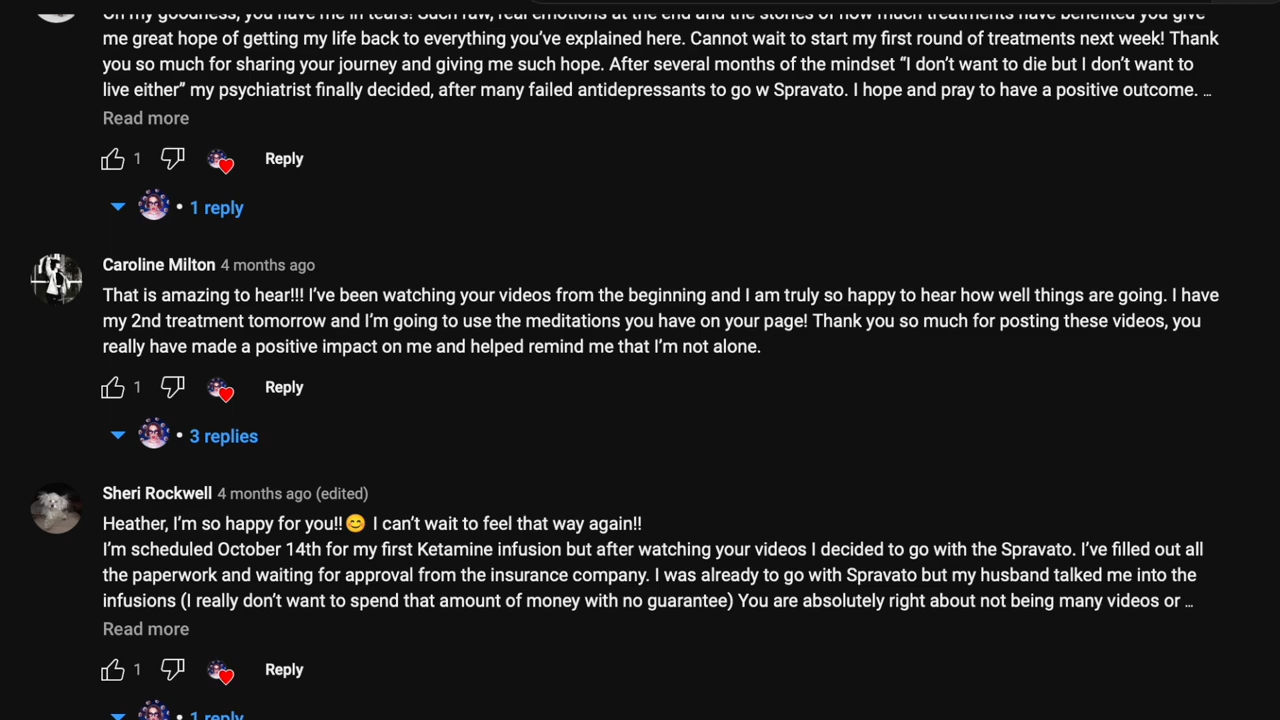 Oh my goodness, you have me in tears! Such raw, real emotions at the end and the stories of how much treatments have benefited you give
me great hope of getting my life back to everything you’ve explained here. Cannot wait to start my first round of treatments next week! Thank
you so much for sharing your journey and giving me such hope. After several months of the mindset “I don’t want to die but I don’t want to
live either” my psychiatrist finally decided, after many failed antidepressants to go w Spravato. I hope and pray to have a positive outcome. ...
Read more
1 Reply
• 1 reply
Caroline Milton 4 months ago
That is amazing to hear!!! I’ve been watching your videos from the beginning and I am truly so happy to hear how well things are going. I have
my 2nd treatment tomorrow and I’m going to use the meditations you have on your page! Thank you so much for posting these videos, you
really have made a positive impact on me and helped remind me that I’m not alone.
1 Reply
• 3 replies
Sheri Rockwell 4 months ago (edited)
Heather, I’m so happy for you!!😊 I can’t wait to feel that way again!!
I’m scheduled October 14th for my first Ketamine infusion but after watching your videos I decided to go with the Spravato. I’ve filled out all
the paperwork and waiting for approval from the insurance company. I was already to go with Spravato but my husband talked me into the
infusions (I really don’t want to spend that amount of money with no guarantee) You are absolutely right about not being many videos or ...
Read more
1 Reply
• 1 reply